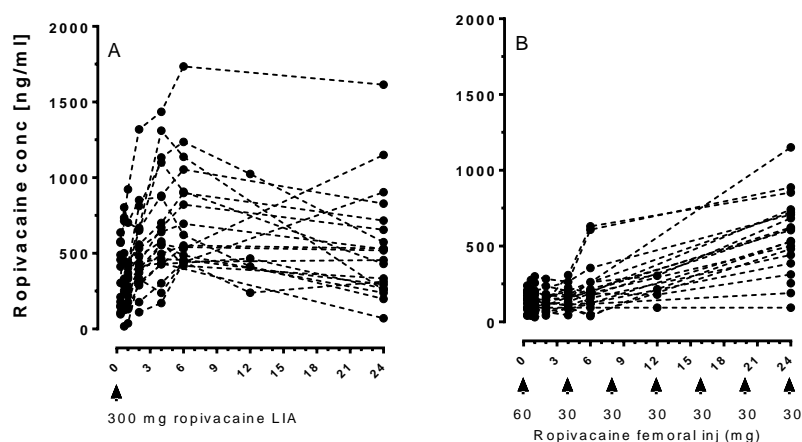 A
Ropivacaine conc [ng/ml]
2000
1500
1000
500
0
0 3 6 9 12 15 18 21 24
300 mg ropivacaine LIA
B
2000
1500
1000
500
0
0 3 6 9 12 15 18 21 24
60 30 30 30 30 30 30
Ropivacaine femoral inj (mg)